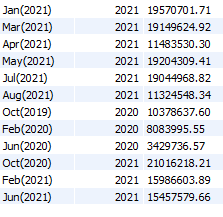 Jan(2021) 2021 19570701.71
Mar(2021) 2021 19149624.92
Apr(2021) 2021 11483530.30
May(2021) 2021 19204309.41
Jul(2021) 2021 19044968.82
Aug(2021) 2021 11324548.34
Oct(2019) 2020 10378637.60
Feb(2020) 2020 8083995.55
Jun(2020) 2020 3429736.57
Oct(2020) 2021 21016218.21
Feb(2021) 2021 15986603.89
Jun(2021) 2021 15457579.66